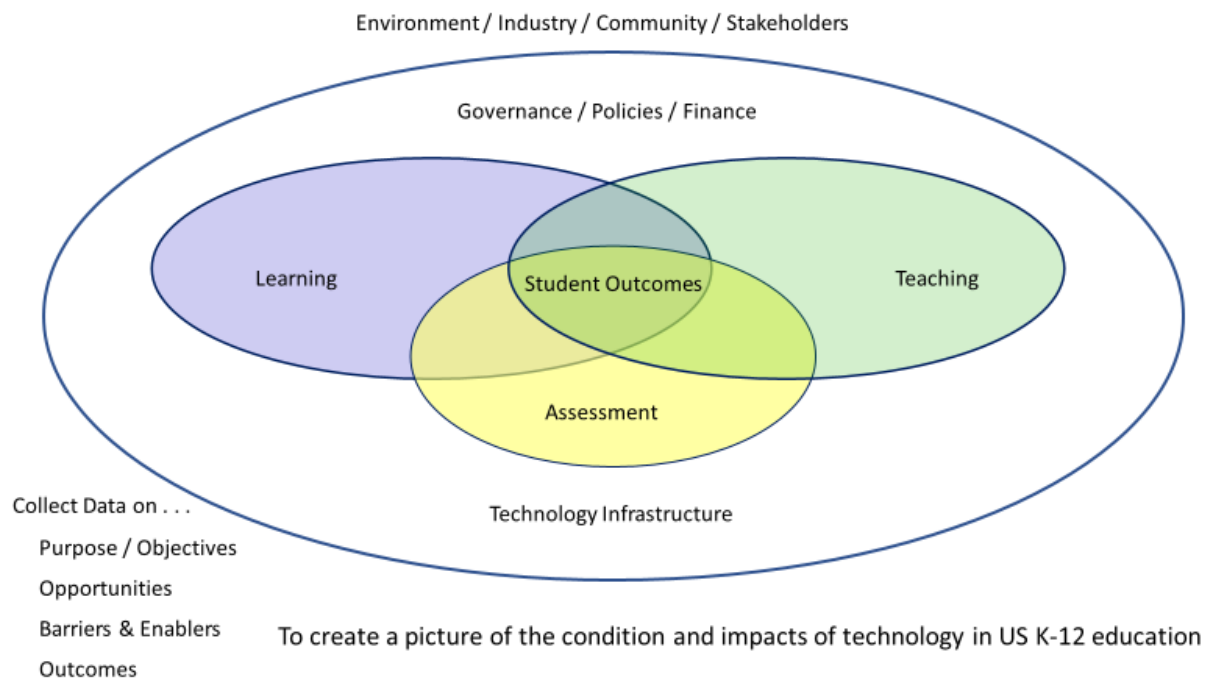 Environment / Industry / Community / Stakeholders
Governance / Policies / Finance
Learning
Student Outcomes
Teaching
Assessment
Technology Infrastructure
Collect Data on . . .
Purpose / Objectives
Opportunities
Barriers & Enablers
Outcomes
To create a picture of the condition and impacts of technology in US K-12 education